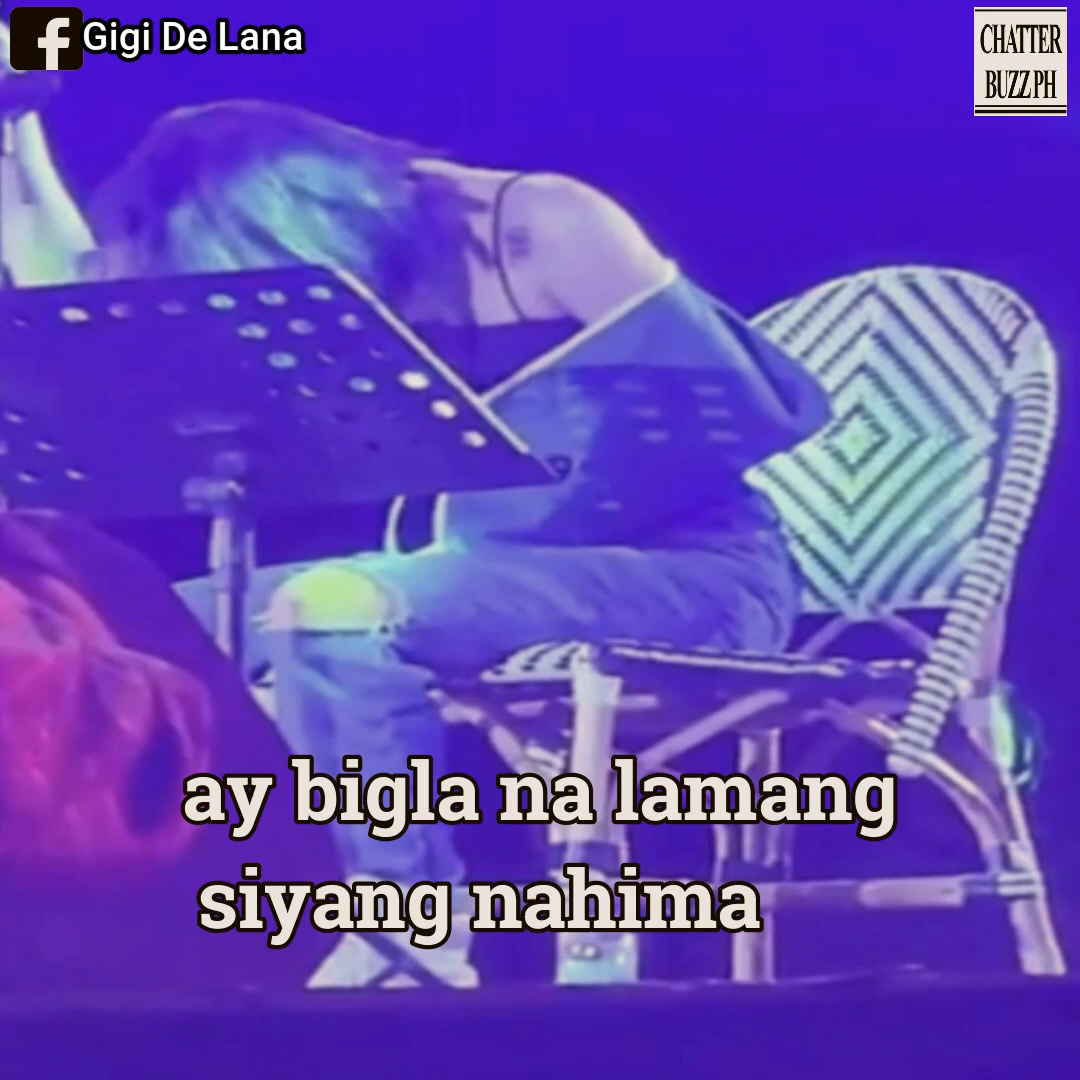 Gigi De Lana
CHATTER
BUZZ PH
ay bigla na lamang
siyang nahima